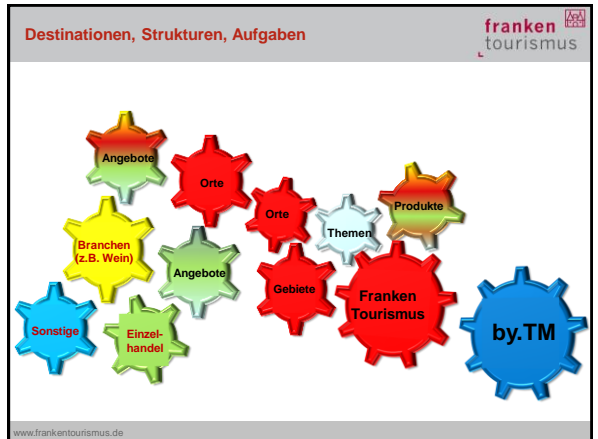 Destinationen, Strukturen, Aufgaben
franken
tourismus
Angebote
Orte
Orte
Produkte
Themen
Branchen
(z.B. Wein)
Angebote
Gebiete
Franken
Tourismus
by.TM
Sonstige
Einzel-
handel
www.frankentourismus.de